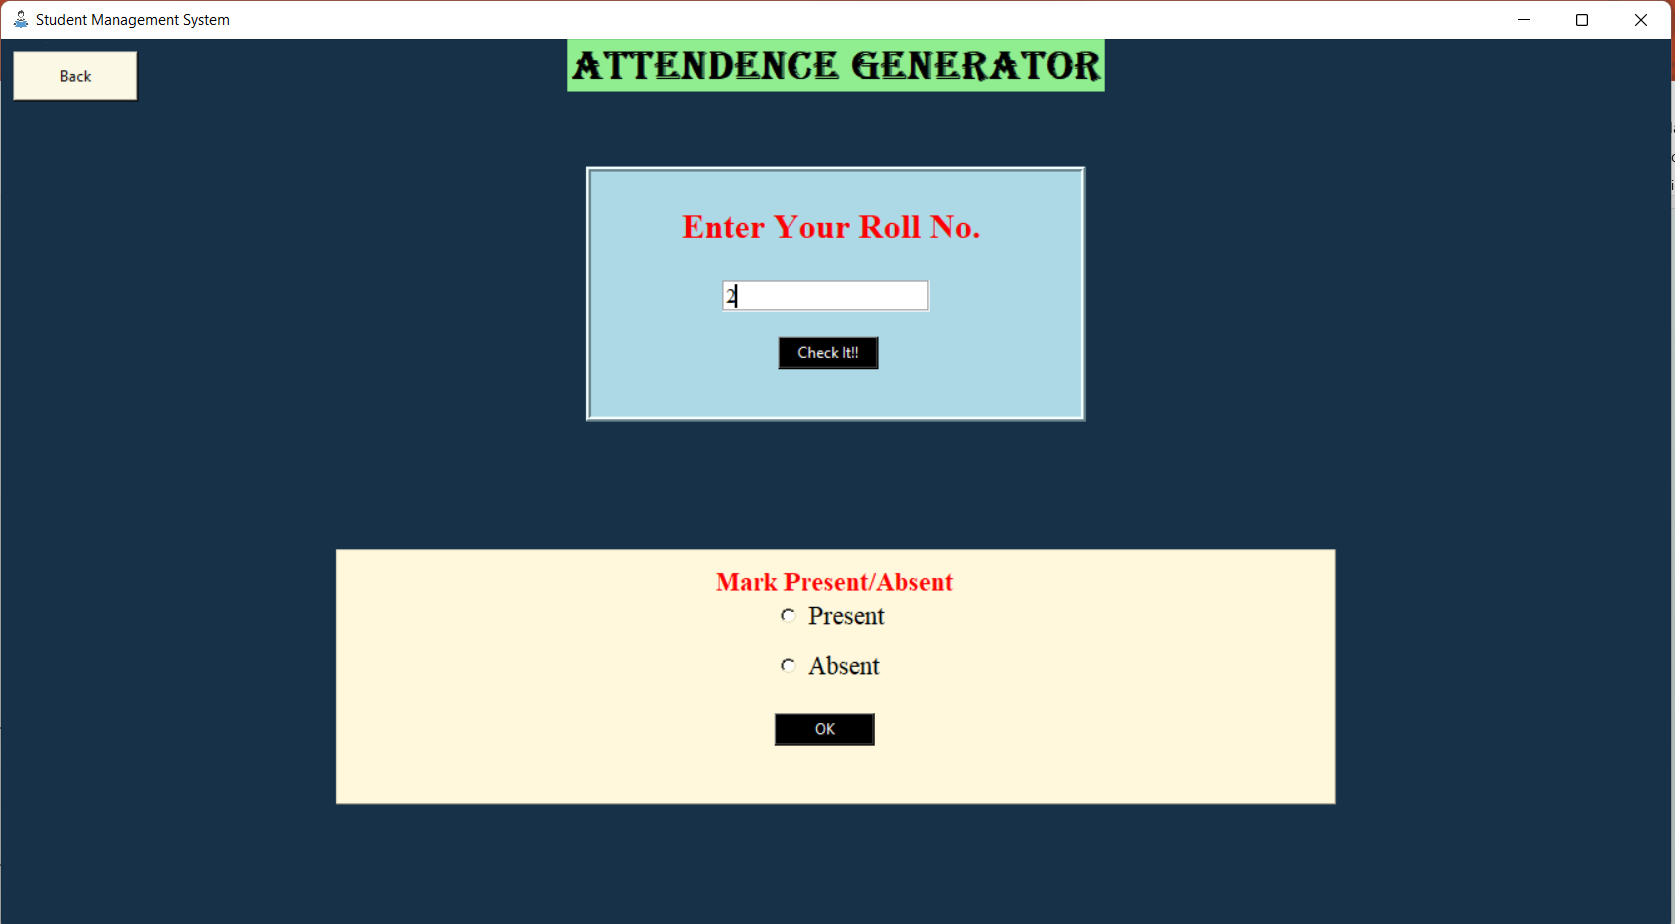 Student Management System
Back
ATTENDENCE GENERATOR
Enter Your Roll No.
2
Check It!!
Mark Present/Absent
Present
Absent
OK